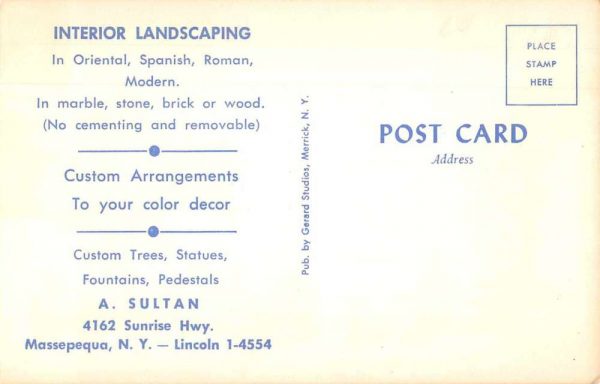 INTERIOR LANDSCAPING
In Oriental, Spanish, Roman,
Modern.
In marble, stone, brick or wood.
(No cementing and removable)
Custom Arrangements
To your color decor
Custom Trees, Statues,
Fountains, Pedestals
A. SULTAN
4162 Sunrise Hwy.
Massepequa, N. Y. — Lincoln 1-4554
Pub. by Gerard Studios, Merrick, N. Y.
POST CARD
Address
PLACE
STAMP
HERE